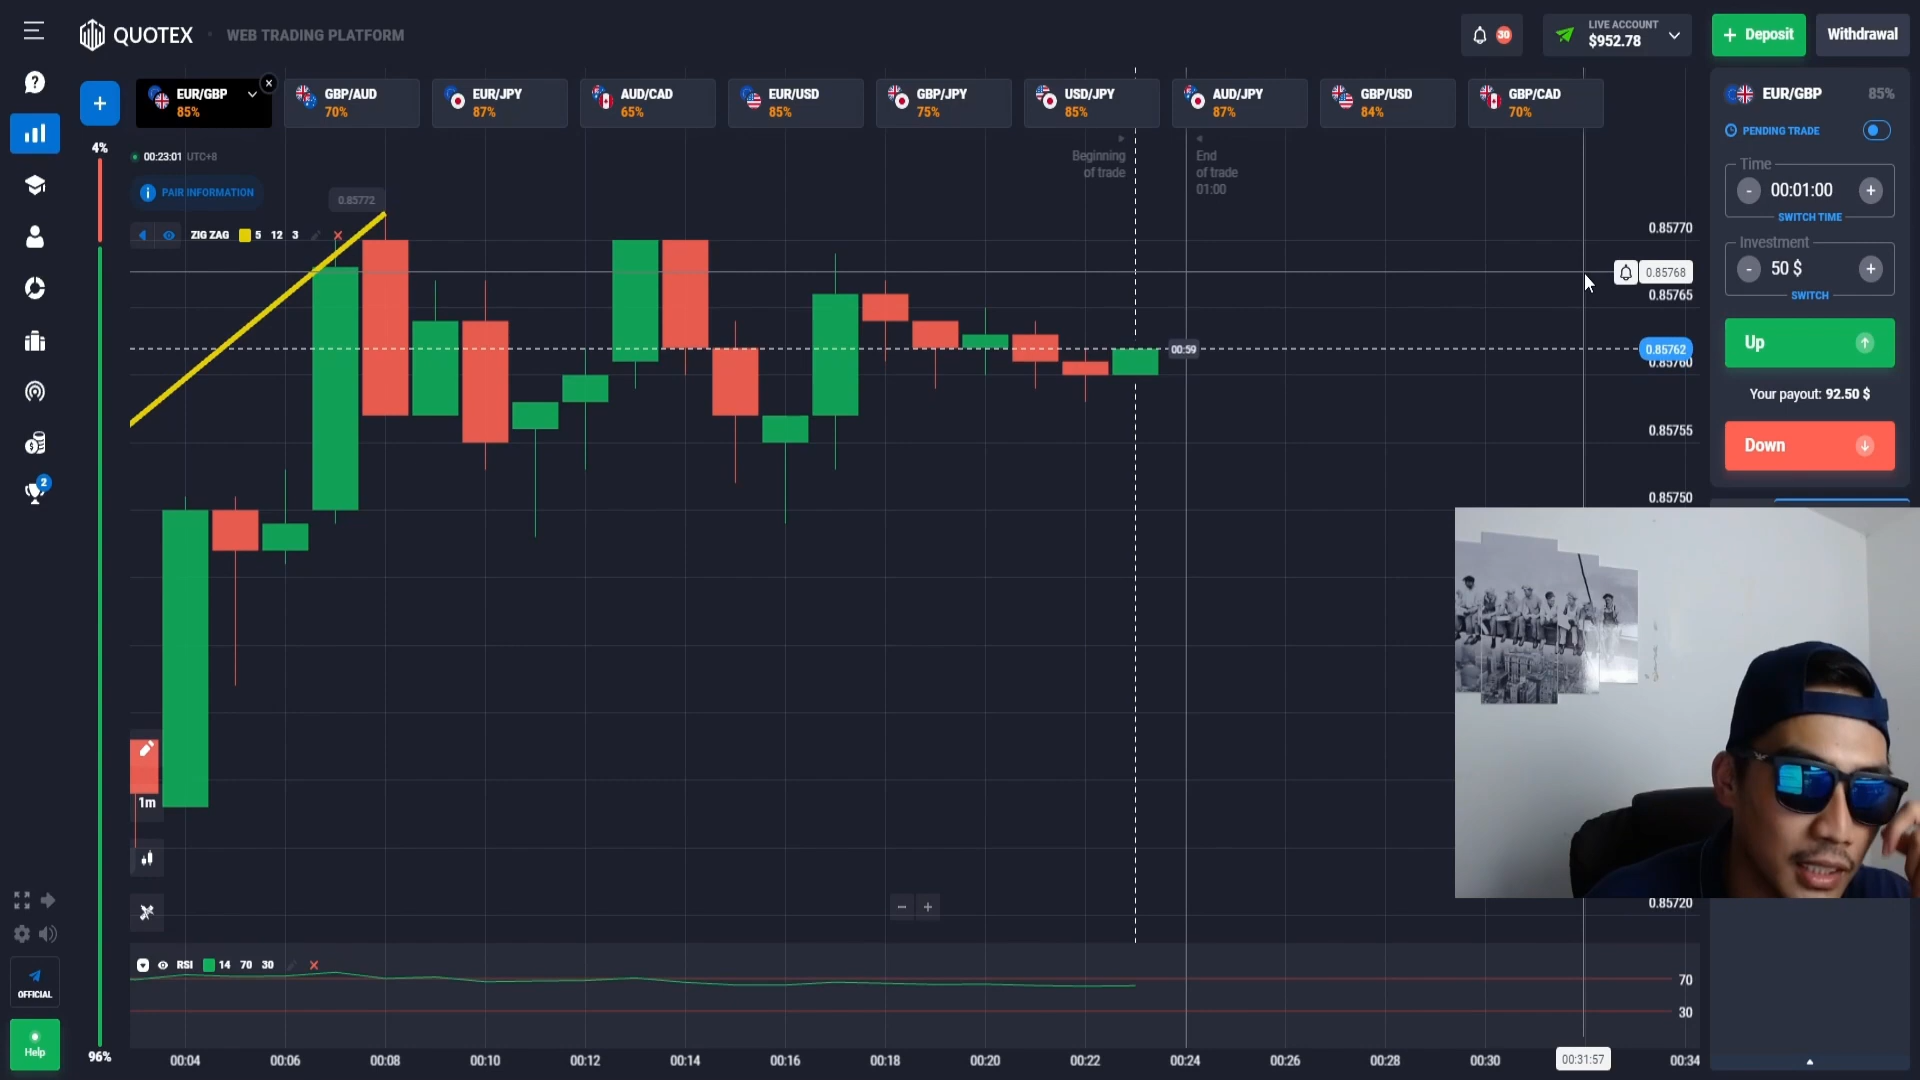 QUOTEX
WEB TRADING PLATFORM
30
LIVE ACCOUNT
$952.78
Deposit
Withdrawal
EUR/GBP
85%
GBP/AUD
70%
EUR/JPY
87%
AUD/CAD
65%
EUR/USD
85%
GBP/JPY
75%
USD/JPY
85%
AUD/JPY
87%
GBP/USD
84%
GBP/CAD
70%
EUR/GBP
85%
PENDING TRADE
Time
- 00:01:00 +
SWITCH TIME
Investment
- 50 $ +
SWITCH
Up
Your payout: 92.50 $
Down
4%
00:23:01 UTC+8
PAIR INFORMATION
0.85772
ZIG ZAG 5 12 3
Beginning
of trade
End
of trade
01:00
0.85770
0.85768
0.85765
00:59
0.85762
0.85760
0.85755
0.85750
0.85720
2
1m
RSI 14 70 30
70
30
OFFICIAL
Help
96%
00:04 00:06 00:08 00:10 00:12 00:14 00:16 00:18 00:20 00:22 00:24 00:26 00:28 00:30 00:31:57 00:34